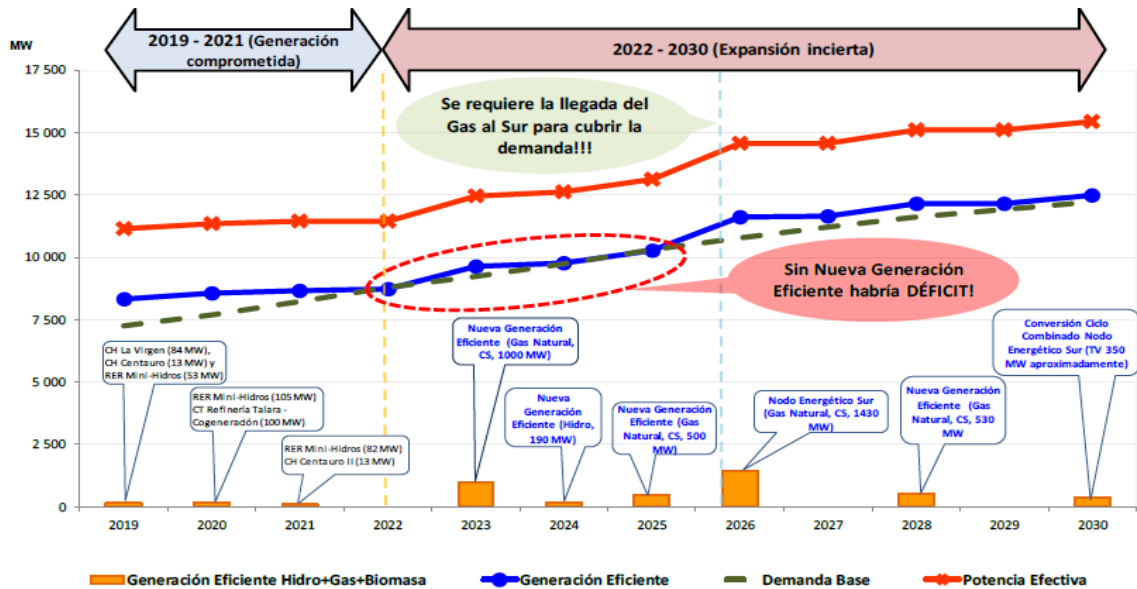 MW
2019 - 2021 (Generación
comprometida)
2022 - 2030 (Expansión incierta)
17 500
15 000
12 500
10 000
7 500
5 000
2 500
0
Se requiere la llegada del
Gas al Sur para cubrir la
demanda!!!
Sin Nueva Generación
Eficiente habría DÉFICIT!
CH La Virgen (84 MW),
CH Centauro (13 MW) y
RER Mini-Hidros (53 MW)
RER Mini-Hidros (105 MW)
CT Refinería Talara -
Cogeneración (100 MW)
RER Mini-Hidros (82 MW)
CH Centauro II (13 MW)
Nueva Generación
Eficiente (Gas Natural,
CS, 1000 MW)
Nueva
Generación
Eficiente (Hidro,
190 MW)
Nueva Generación
Eficiente (Gas
Natural, CS, 500
MW)
Nodo Energético Sur
(Gas Natural, CS, 1430
MW)
Nueva Generación
Eficiente (Gas
Natural, CS, 530
MW
Conversión Ciclo
Combinado Nodo
Energético Sur (TV 350
MW aproximadamente)
2019 2020 2021 2022 2023 2024 2025 2026 2027 2028 2029 2030
Generación Eficiente Hidro+Gas+Biomasa Generación Eficiente Demanda Base Potencia Efectiva